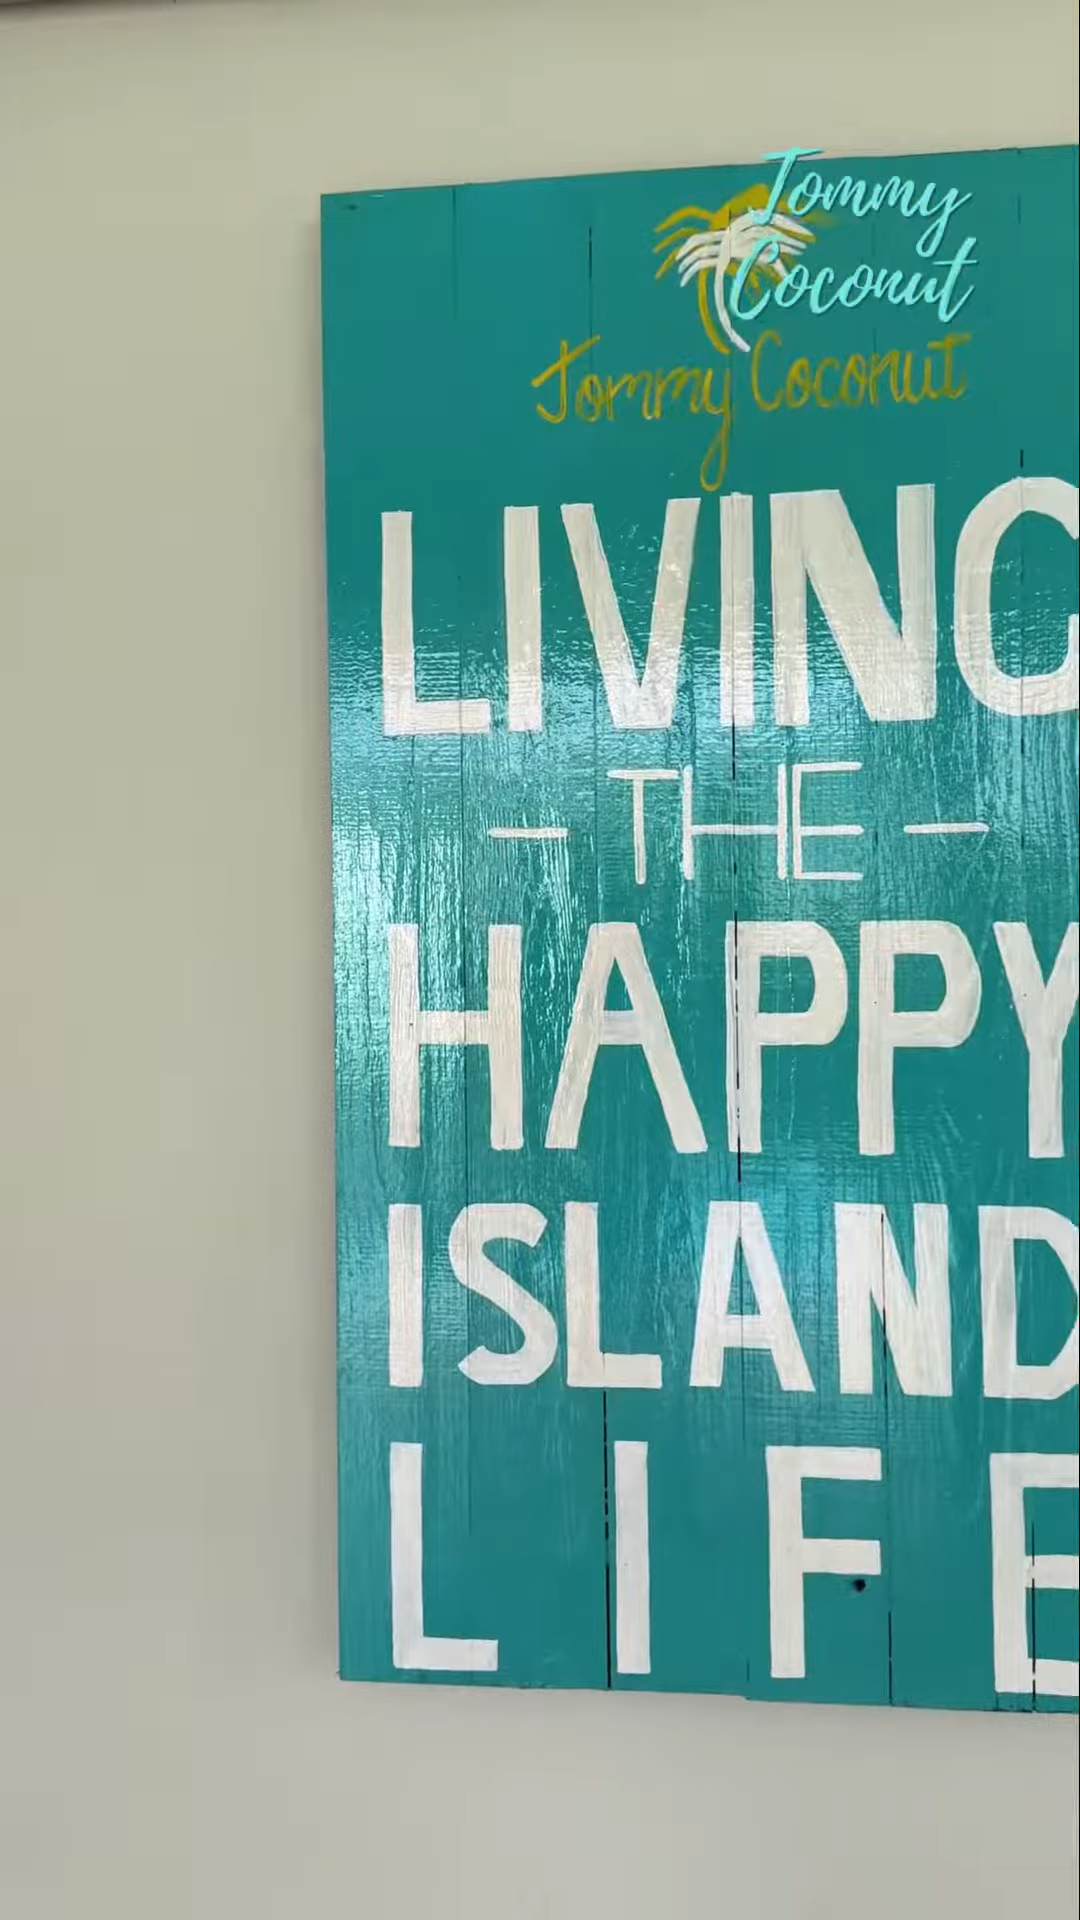 Tommy
Coconut
Tommy Coconut
LIVING
- THE -
HAPPY
ISLAND
LIFE